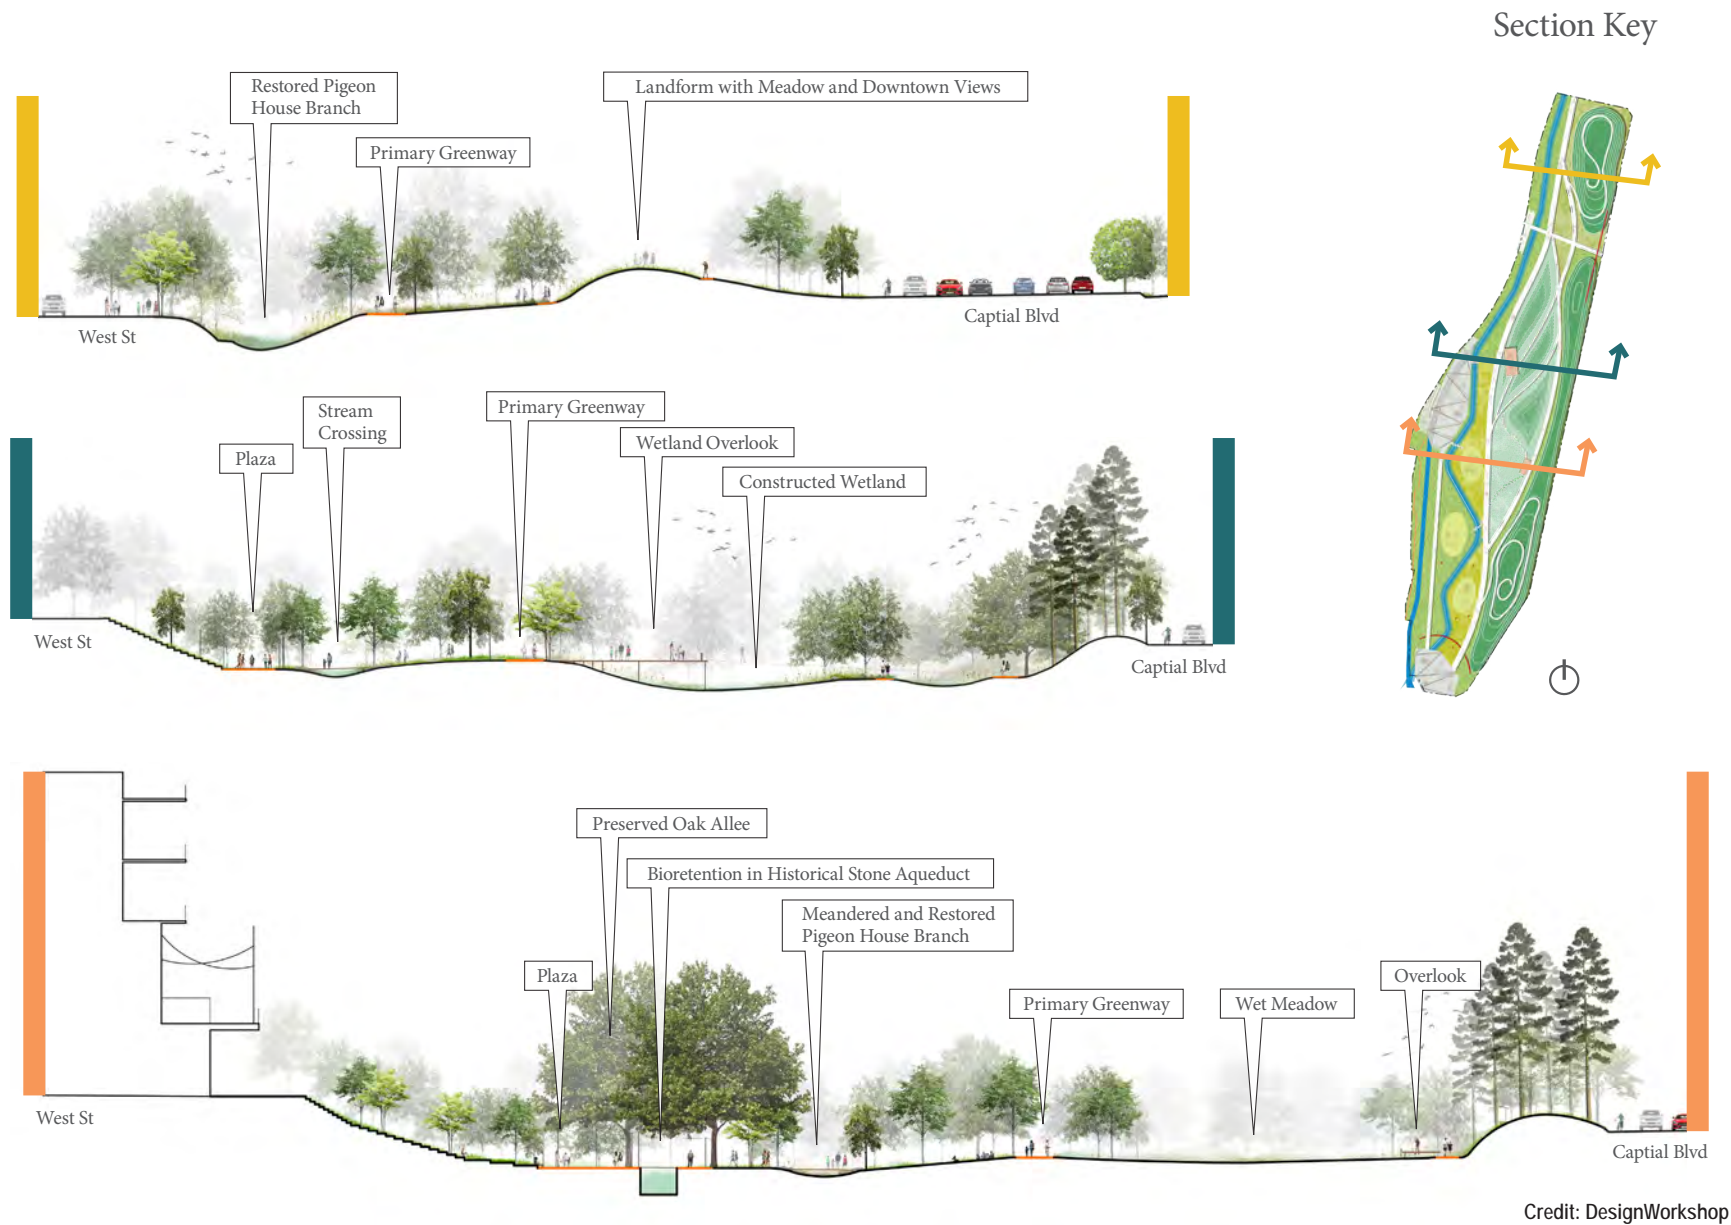 Section Key
Restored Pigeon
House Branch
Landform with Meadow and Downtown Views
Primary Greenway
West St
Captial Blvd
Plaza
Stream
Crossing
Primary Greenway
Wetland Overlook
Constructed Wetland
West St
Captial Blvd
Preserved Oak Allee
Bioretention in Historical Stone Aqueduct
Meandered and Restored
Pigeon House Branch
Plaza
Primary Greenway
Wet Meadow
Overlook
West St
Captial Blvd
Credit: DesignWorkshop